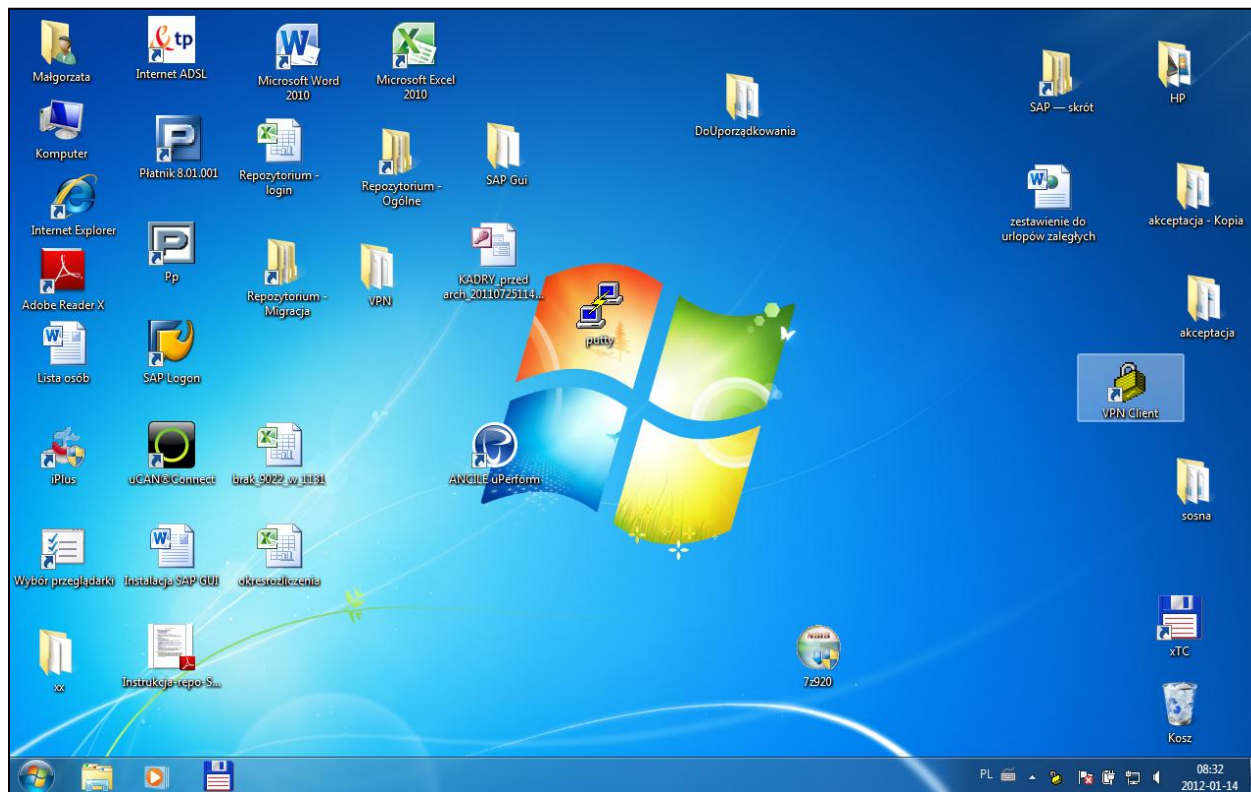 Małgorzata
tp
Internet ADSL
Microsoft Word
2010
Microsoft Excel
2010
DoUporządkowania
SAP — skrót
HP
Komputer
Płatnik 8.01.001
Repozytorium -
login
Repozytorium -
Ogólne
SAP Gui
zestawienie do
urlopów zaległych
akceptacja - Kopia
Internet Explorer
Pp
Repozytorium -
Migracja
VPN
KADRY_przed
arch_20110725114...
putty
akceptacja
Adobe Reader X
Lista osób
SAP Logon
VPN Client
iPlus
uCAN®Connect
brak_9022_w_1131
ANCILE uPerform
sosna
Wybór przeglądarki
Instalacja SAP GUI
okresrozliczenia
xx
Instrukcja-repo-S...
NSIS
7z920
xTC
Kosz
PL
08:32
2012-01-14